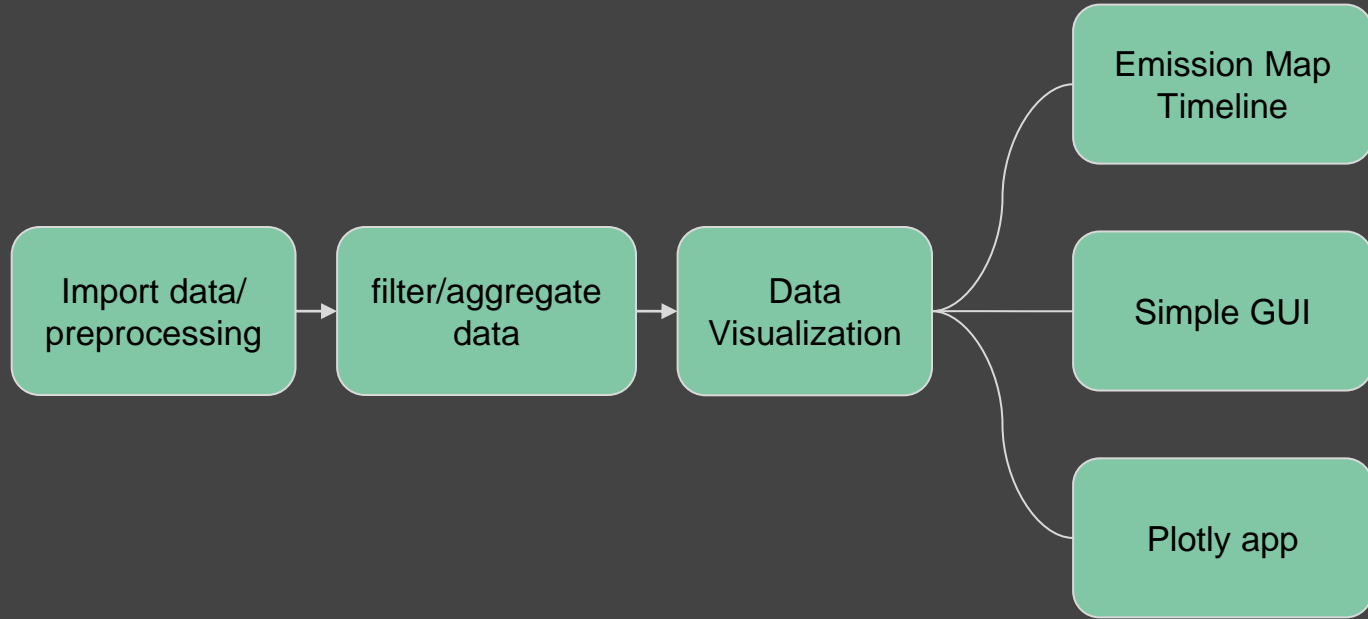 Import data/
preprocessing
filter/aggregate
data
Data
Visualization
Emission Map
Timeline
Simple GUI
Plotly app